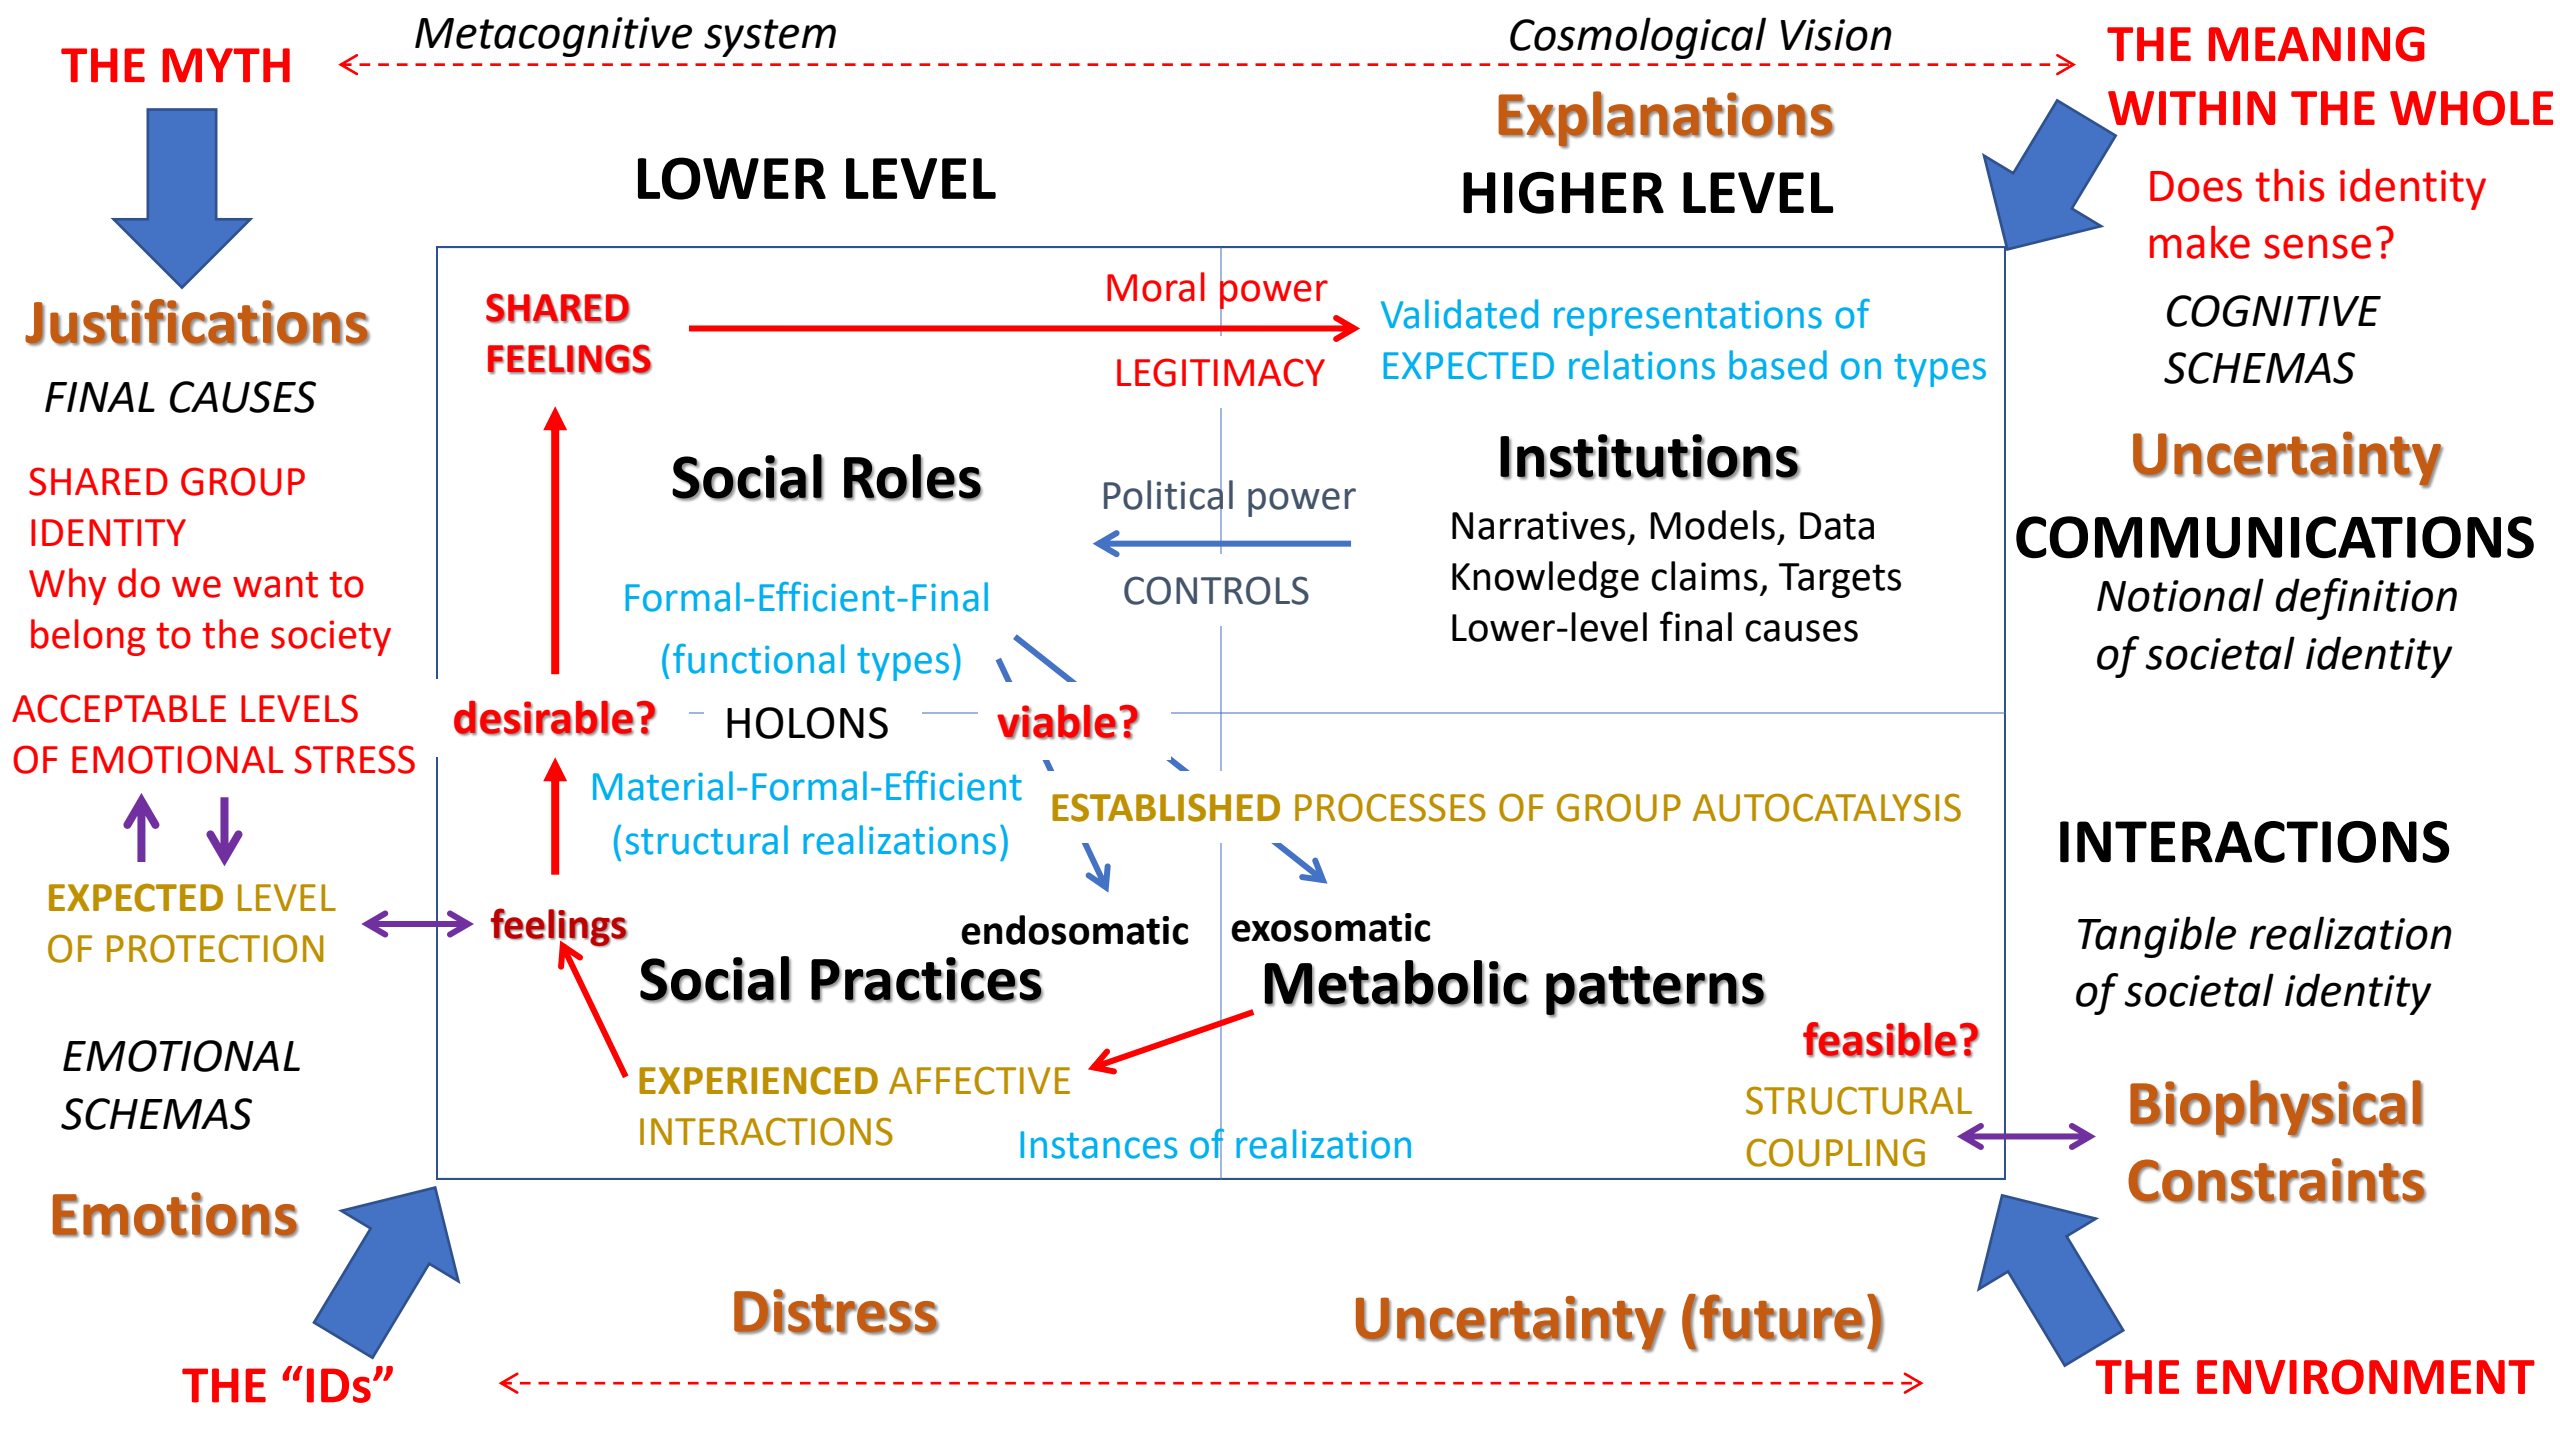 Metacognitive system
Cosmological Vision
THE MYTH
THE MEANING
WITHIN THE WHOLE
Explanations
LOWER LEVEL
HIGHER LEVEL
Does this identity
make sense?
COGNITIVE
SCHEMAS
Justifications
FINAL CAUSES
SHARED
FEELINGS
Moral power
LEGITIMACY
Validated representations of
EXPECTED relations based on types
Social Roles
Political power
CONTROLS
Institutions
Narratives, Models, Data
Knowledge claims, Targets
Lower-level final causes
Uncertainty
COMMUNICATIONS
Notional definition
of societal identity
SHARED GROUP
IDENTITY
Why do we want to
belong to the society
Formal-Efficient-Final
(functional types)
ACCEPTABLE LEVELS
OF EMOTIONAL STRESS
desirable?
HOLONS
viable?
Material-Formal-Efficient
(structural realizations)
ESTABLISHED PROCESSES OF GROUP AUTOCATALYSIS
INTERACTIONS
Tangible realization
of societal identity
EXPECTED LEVEL
OF PROTECTION
feelings
endosomatic
exosomatic
Social Practices
Metabolic patterns
feasible?
EXPERIENCED AFFECTIVE
INTERACTIONS
Instances of realization
STRUCTURAL
COUPLING
Biophysical
Constraints
EMOTIONAL
SCHEMAS
Emotions
Distress
Uncertainty (future)
THE “IDs”
THE ENVIRONMENT